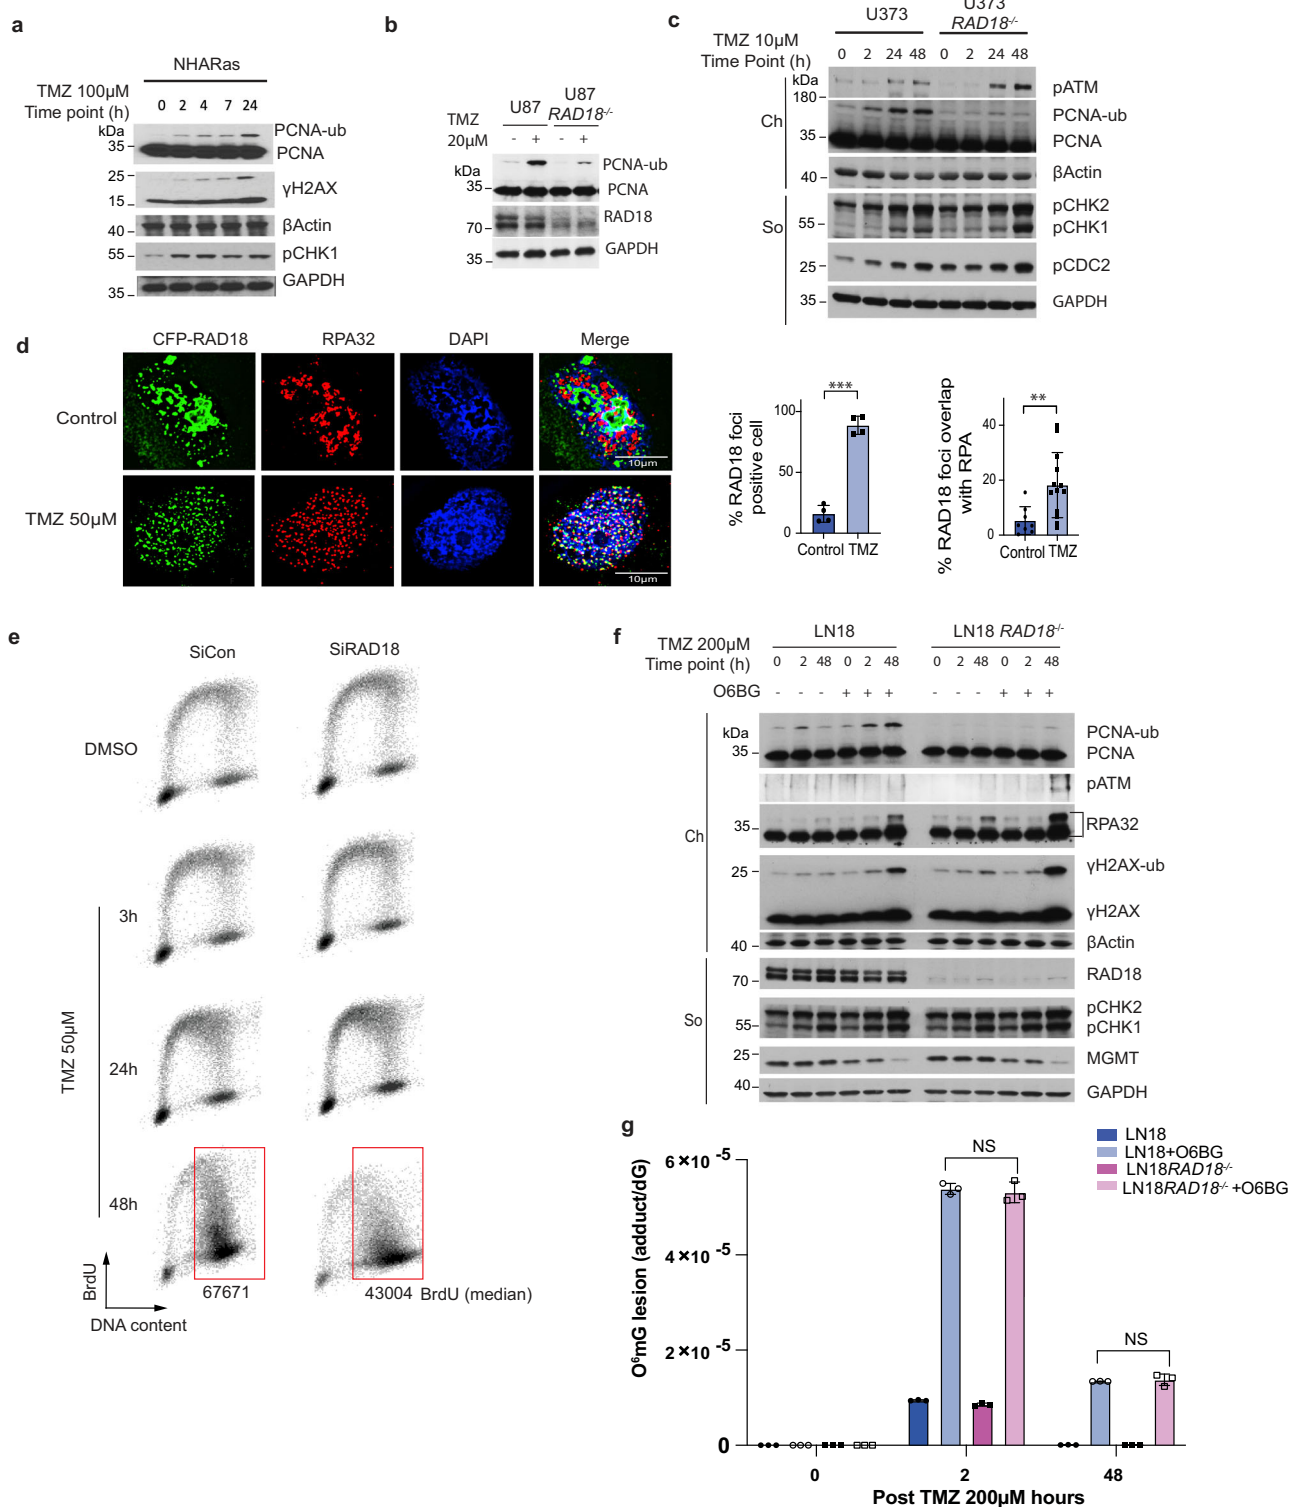 a
NHARas
TMZ 100µM
Time point (h)
0 2 4 7 24
kDa
35
25
15
40
55
35
PCNA-ub
PCNA
γH2AX
βActin
pCHK1
GAPDH
b
U87
U87
RAD18-/-
TMZ
20µM
- + - +
kDa
35
70
35
PCNA-ub
PCNA
RAD18
GAPDH
c
U373
U373
RAD18-/-
TMZ 10µM
Time Point (h)
0 2 24 48 0 2 24 48
kDa
180
35
40
55
25
35
Ch
So
pATM
PCNA-ub
PCNA
βActin
pCHK2
pCHK1
pCDC2
GAPDH
d
CFP-RAD18 RPA32 DAPI Merge
Control
10µm
TMZ 50µM
10µm
% RAD18 foci
positive cell
100
50
0
***
Control TMZ
% RAD18 foci overlap
with RPA
40
20
0
**
Control TMZ
e
SiCon SiRAD18
DMSO
3h
24h
48h
TMZ 50µM
67671
43004 BrdU (median)
BrdU
DNA content
f
LN18 LN18 RAD18-/-
TMZ 200µM
Time point (h)
0 2 48 0 2 48 0 2 48 0 2 48
O6BG
- - - + + + - - - + + +
kDa
35
35
25
40
70
55
25
40
Ch
So
PCNA-ub
PCNA
pATM
RPA32
γH2AX-ub
γH2AX
βActin
RAD18
pCHK2
pCHK1
MGMT
GAPDH
g
LN18
LN18+O6BG
LN18RAD18-/-
LN18RAD18-/- +O6BG
O⁶mG lesion (adduct/dG)
6×10 -5
4×10 -5
2×10 -5
0
NS
NS
0 2 48
Post TMZ 200µM hours